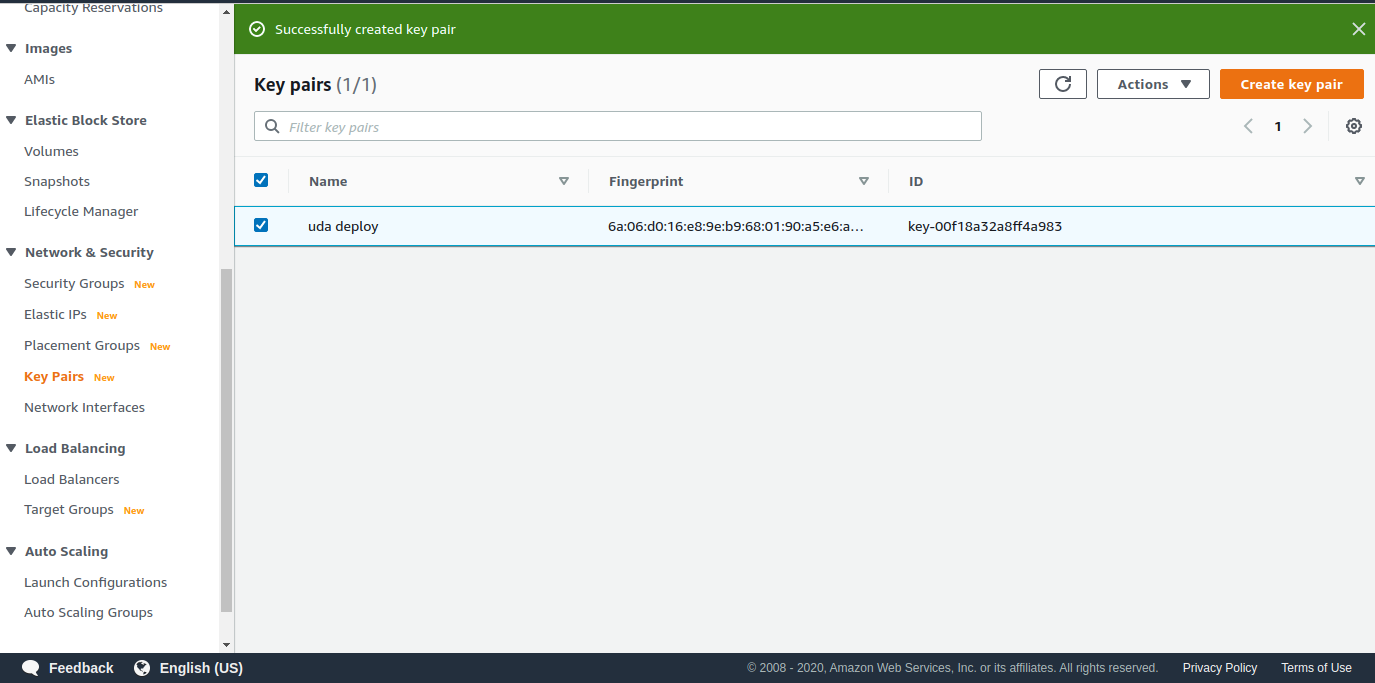 Capacity Reservations
Images
AMIs
Elastic Block Store
Volumes
Snapshots
Lifecycle Manager
Network & Security
Security Groups New
Elastic IPs New
Placement Groups New
Key Pairs New
Network Interfaces
Load Balancing
Load Balancers
Target Groups New
Auto Scaling
Launch Configurations
Auto Scaling Groups
Successfully created key pair
Key pairs (1/1)
Actions
Create key pair
Filter key pairs
1
Name Fingerprint ID
uda deploy 6a:06:d0:16:e8:9e:b9:68:01:90:a5:e6:a... key-00f18a32a8ff4a983
Feedback English (US) © 2008 - 2020, Amazon Web Services, Inc. or its affiliates. All rights reserved. Privacy Policy Terms of Use